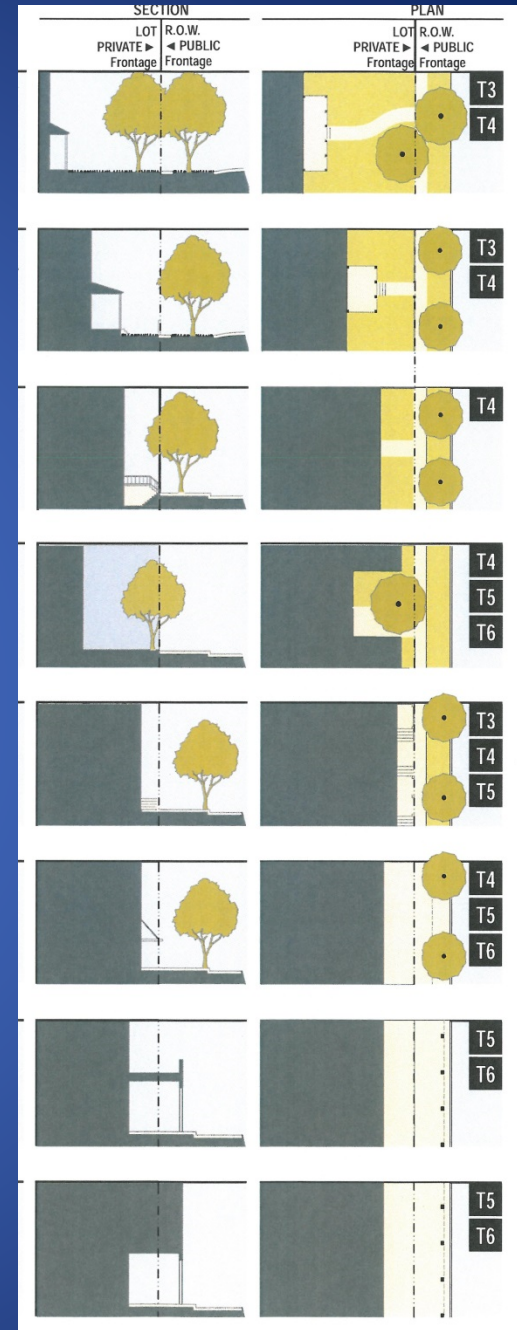 SECTION
PLAN
LOT
PRIVATE ►
Frontage
R.O.W.
◄ PUBLIC
Frontage
LOT
PRIVATE ►
Frontage
R.O.W.
◄ PUBLIC
Frontage
T3
T4
T3
T4
T4
T4
T5
T6
T3
T4
T5
T4
T5
T6
T5
T6
T5
T6